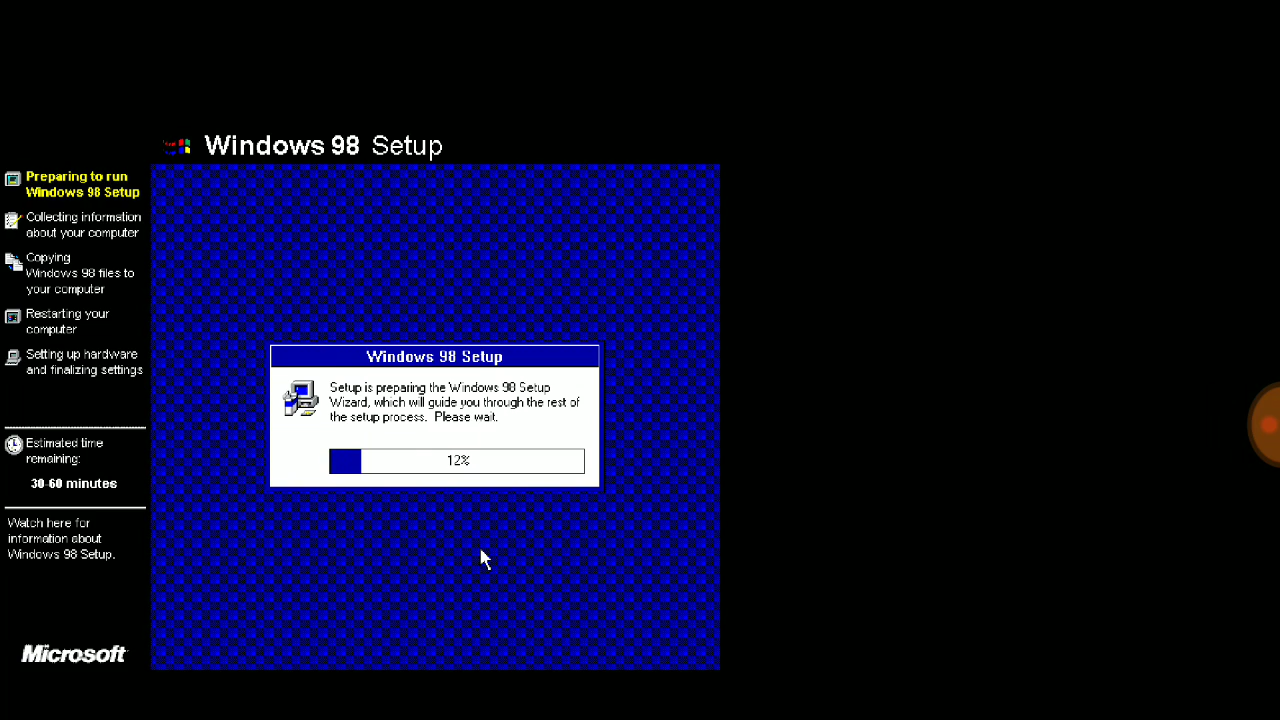 Windows 98 Setup
Preparing to run
Windows 98 Setup
Collecting information
about your computer
Copying
Windows 98 files to
your computer
Restarting your
computer
Setting up hardware
and finalizing settings
Estimated time
remaining:
30-60 minutes
Watch here for
information about
Windows 98 Setup.
Microsoft
Windows 98 Setup
Setup is preparing the Windows 98 Setup
Wizard, which will guide you through the rest of
the setup process. Please wait.
12%